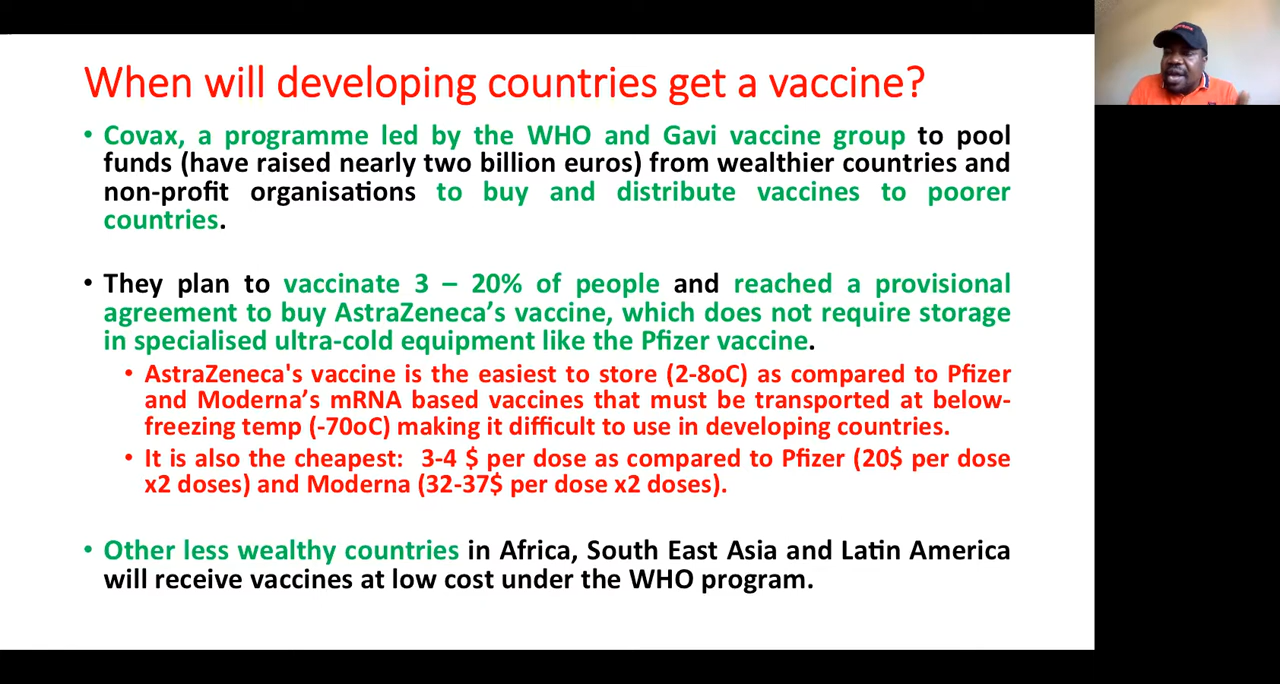 When will developing countries get a vaccine?
• Covax, a programme led by the WHO and Gavi vaccine group to pool
funds (have raised nearly two billion euros) from wealthier countries and
non-profit organisations to buy and distribute vaccines to poorer
countries.
• They plan to vaccinate 3 – 20% of people and reached a provisional
agreement to buy AstraZeneca’s vaccine, which does not require storage
in specialised ultra-cold equipment like the Pfizer vaccine.
• AstraZeneca's vaccine is the easiest to store (2-8oC) as compared to Pfizer
and Moderna’s mRNA based vaccines that must be transported at below-
freezing temp (-70oC) making it difficult to use in developing countries.
• It is also the cheapest: 3-4 $ per dose as compared to Pfizer (20$ per dose
x2 doses) and Moderna (32-37$ per dose x2 doses).
• Other less wealthy countries in Africa, South East Asia and Latin America
will receive vaccines at low cost under the WHO program.